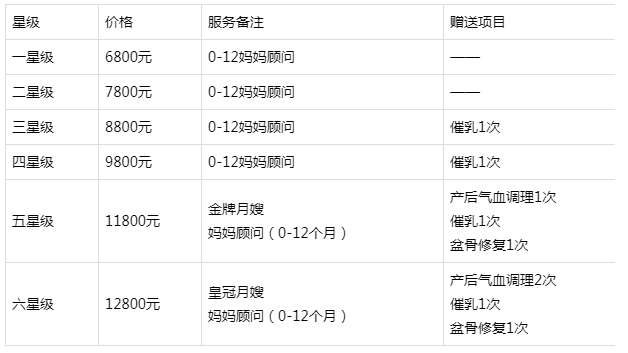 星级 价格 服务备注 赠送项目
一星级 6800元 0-12妈妈顾问 ——
二星级 7800元 0-12妈妈顾问 ——
三星级 8800元 0-12妈妈顾问 催乳1次
四星级 9800元 0-12妈妈顾问 催乳1次
五星级 11800元 金牌月嫂
妈妈顾问（0-12个月） 产后气血调理1次
催乳1次
盆骨修复1次
六星级 12800元 皇冠月嫂
妈妈顾问（0-12个月） 产后气血调理2次
催乳1次
盆骨修复1次